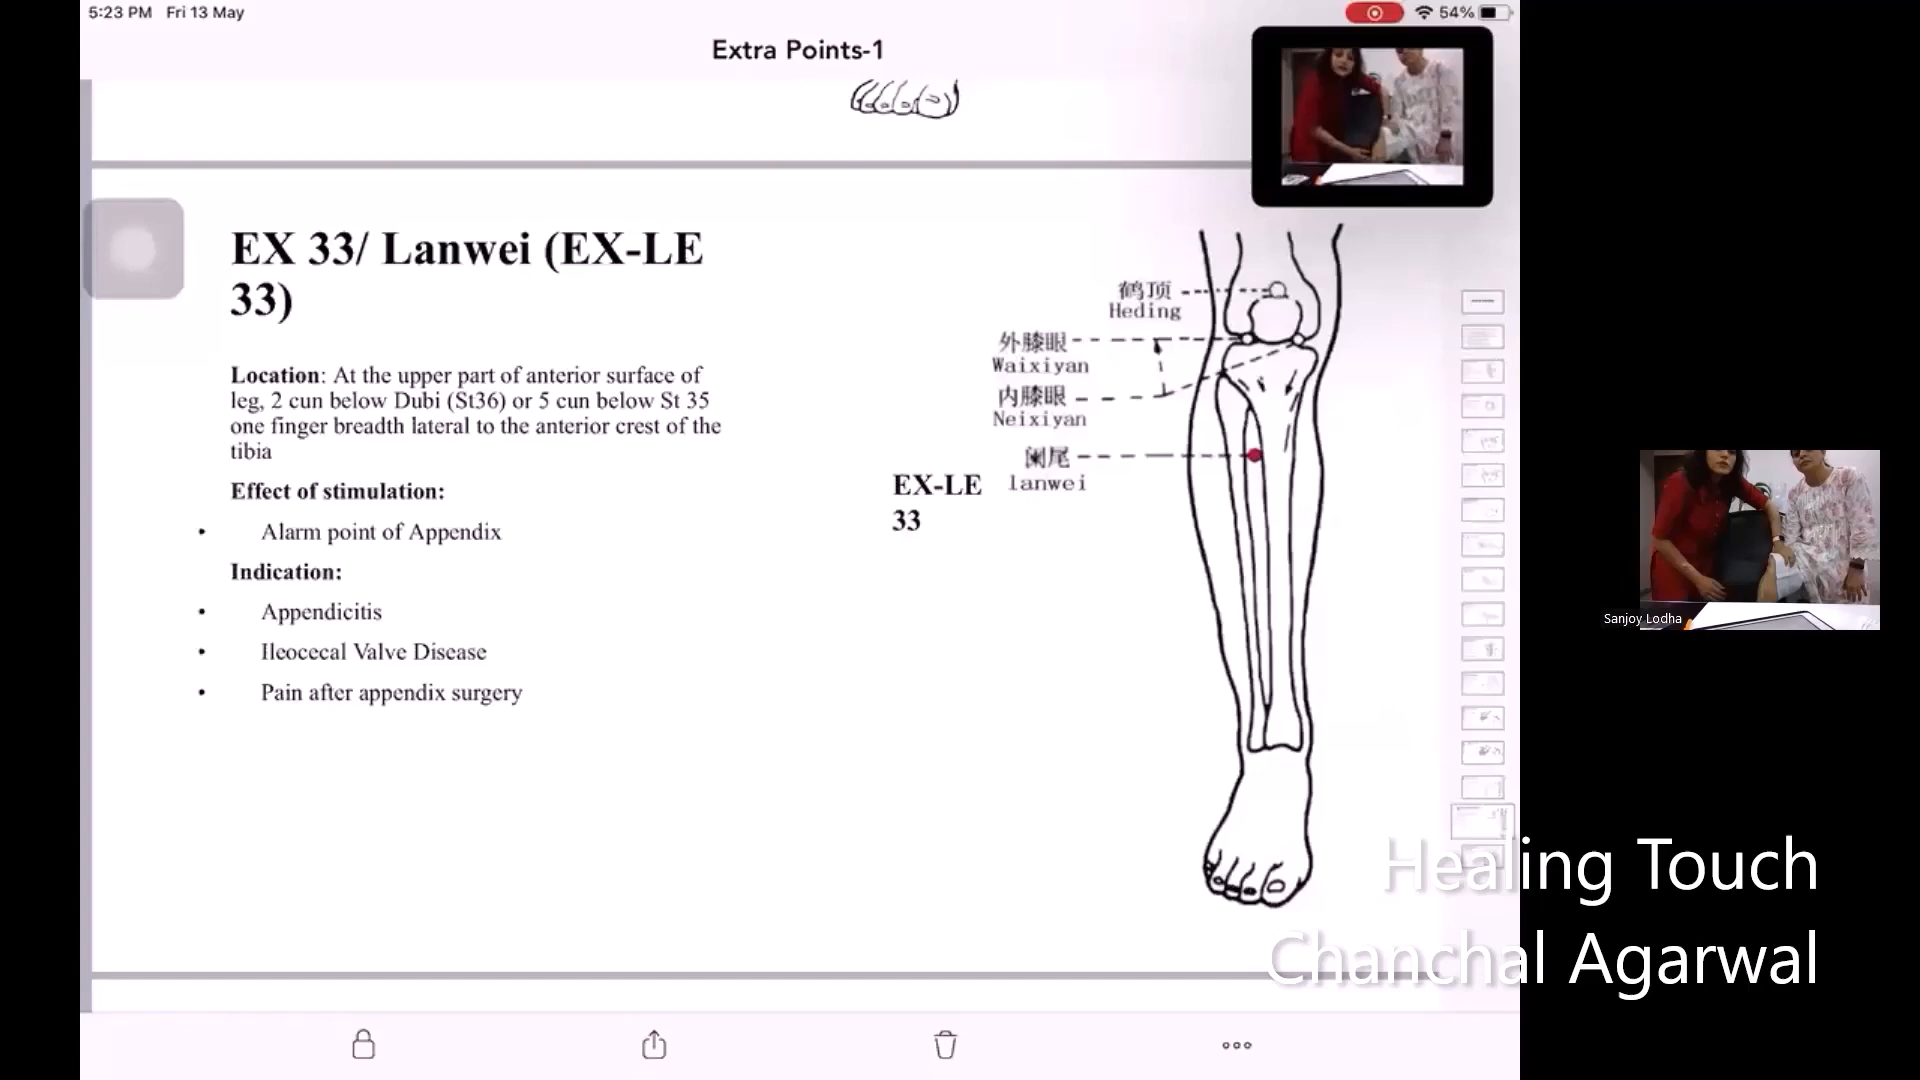 5:23 PM Fri 13 May
54%
Extra Points-1
EX 33/ Lanwei (EX-LE
33)
Location: At the upper part of anterior surface of
leg, 2 cun below Dubi (St36) or 5 cun below St 35
one finger breadth lateral to the anterior crest of the
tibia
Effect of stimulation:
• Alarm point of Appendix
Indication:
• Appendicitis
• Ileocecal Valve Disease
• Pain after appendix surgery
鹤顶
Heding
外膝眼
Waixiyan
内膝眼
Neixiyan
阑尾
lanwei
EX-LE
33
Sanjoy Lodha
Healing Touch
Chanchal Agarwal